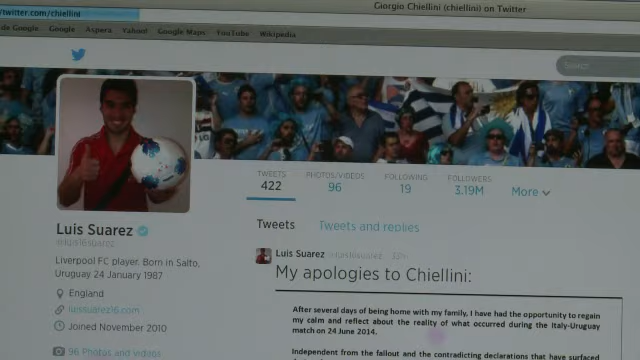 Giorgio Chiellini (chiellini) on Twitter
/twitter.com/chiellini
de Google Google Aspera Yahoo! Google Maps YouTube Wikipedia
Search
TWEETS PHOTOS/VIDEOS FOLLOWING FOLLOWERS
422 96 19 3.19M More
Luis Suarez
@luis16suarez
Liverpool FC player. Born in Salto,
Uruguay 24 January 1987
England
luissuarez16.com
Joined November 2010
96 Photos and videos
Tweets Tweets and replies
Luis Suarez @luis16suarez
My apologies to Chiellini:
After several days of being home with my family, I have had the opportunity to regain
my calm and reflect about the reality of what occurred during the Italy-Uruguay
match on 24 June 2014.
Independent from the fallout and the contradicting declarations that have surfaced